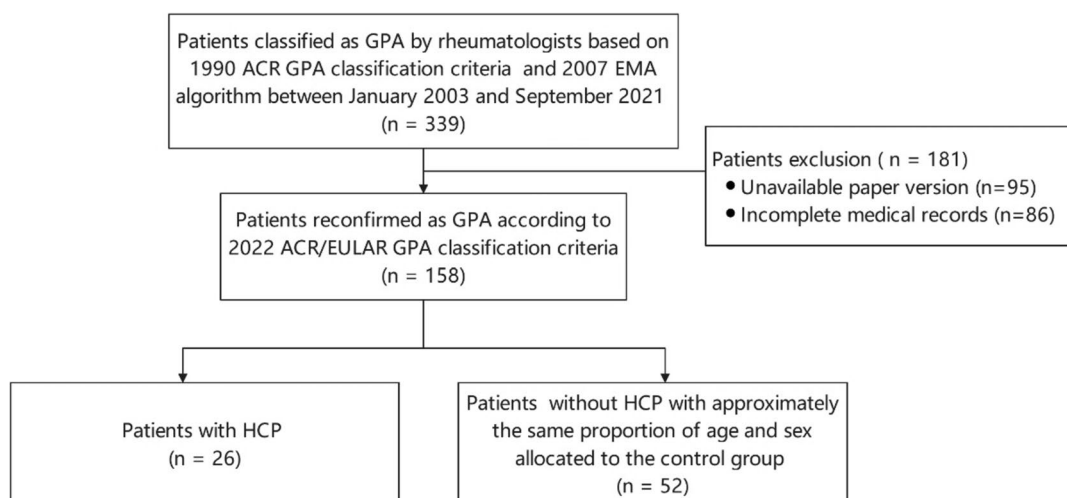 Patients classified as GPA by rheumatologists based on
1990 ACR GPA classification criteria and 2007 EMA
algorithm between January 2003 and September 2021
(n = 339)
Patients exclusion ( n = 181)
● Unavailable paper version (n=95)
● Incomplete medical records (n=86)
Patients reconfirmed as GPA according to
2022 ACR/EULAR GPA classification criteria
(n = 158)
Patients with HCP
(n = 26)
Patients without HCP with approximately
the same proportion of age and sex
allocated to the control group
(n = 52)